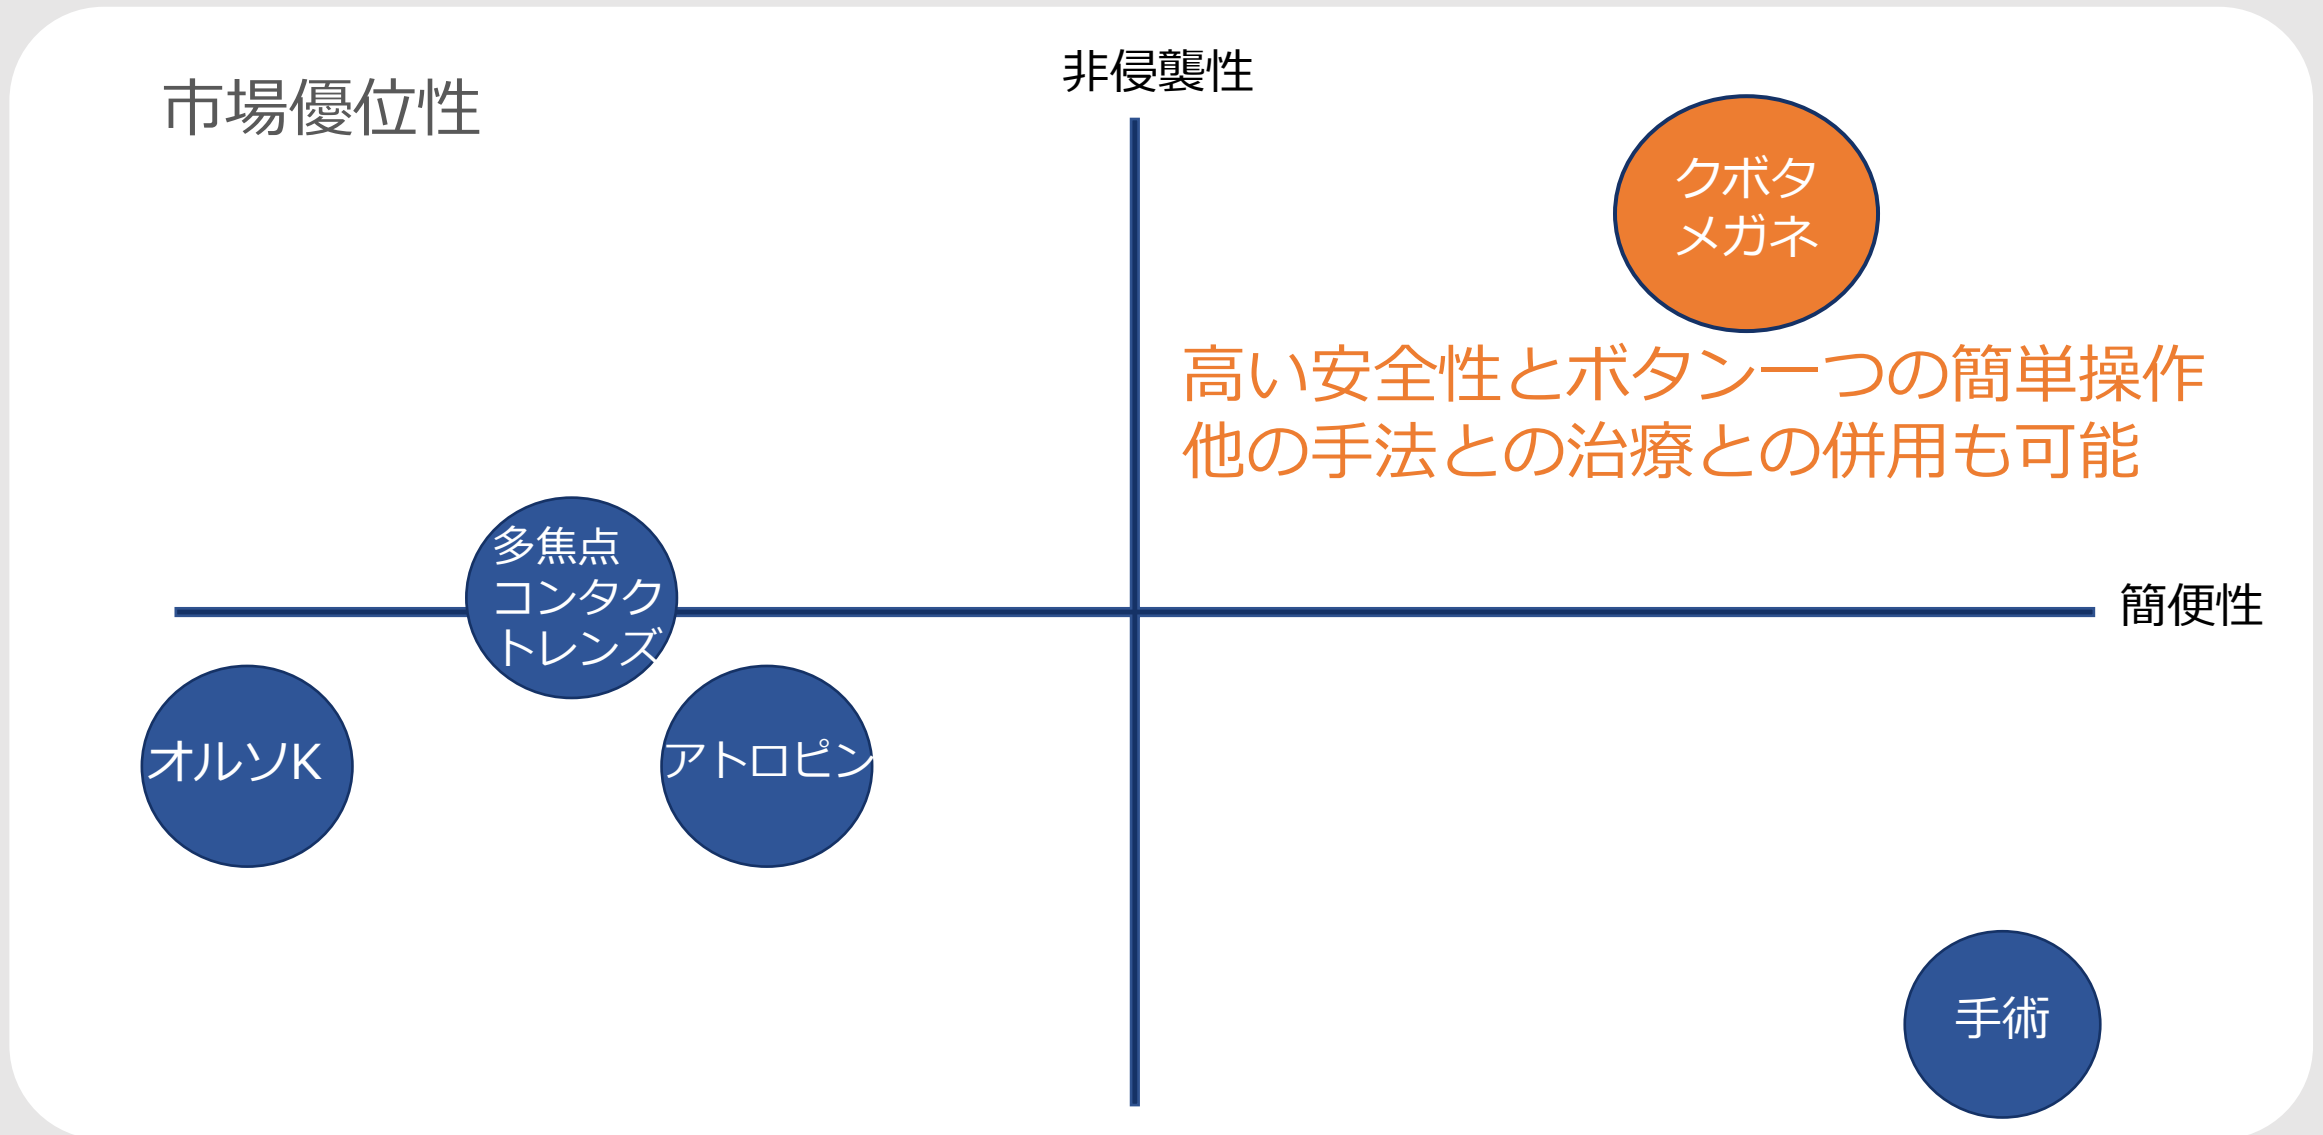 市場優位性
非侵襲性
クボタ
メガネ
高い安全性とボタン一つの簡単操作
他の手法との治療との併用も可能
多焦点
コンタク
トレンズ
簡便性
オルソK
アトロピン
手術